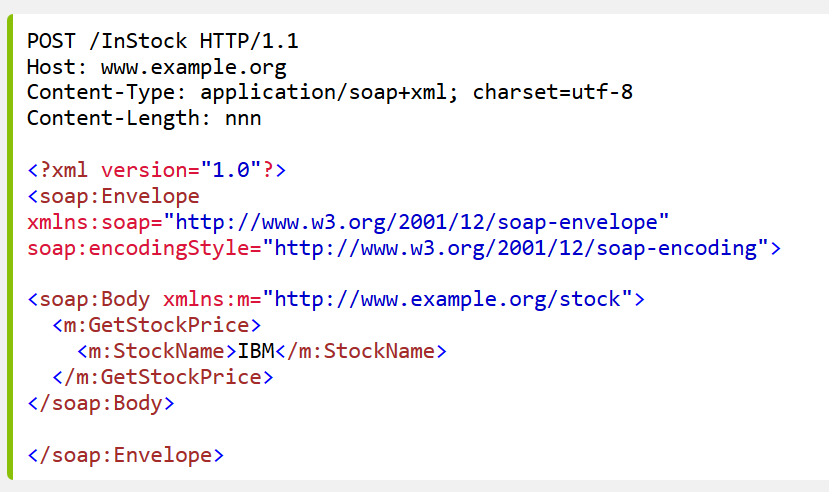 POST /InStock HTTP/1.1
Host: www.example.org
Content-Type: application/soap+xml; charset=utf-8
Content-Length: nnn
<?xml version="1.0"?>
<soap:Envelope
xmlns:soap="http://www.w3.org/2001/12/soap-envelope"
soap:encodingStyle="http://www.w3.org/2001/12/soap-encoding">
<soap:Body xmlns:m="http://www.example.org/stock">
<m:GetStockPrice>
<m:StockName>IBM</m:StockName>
</m:GetStockPrice>
</soap:Body>
</soap:Envelope>